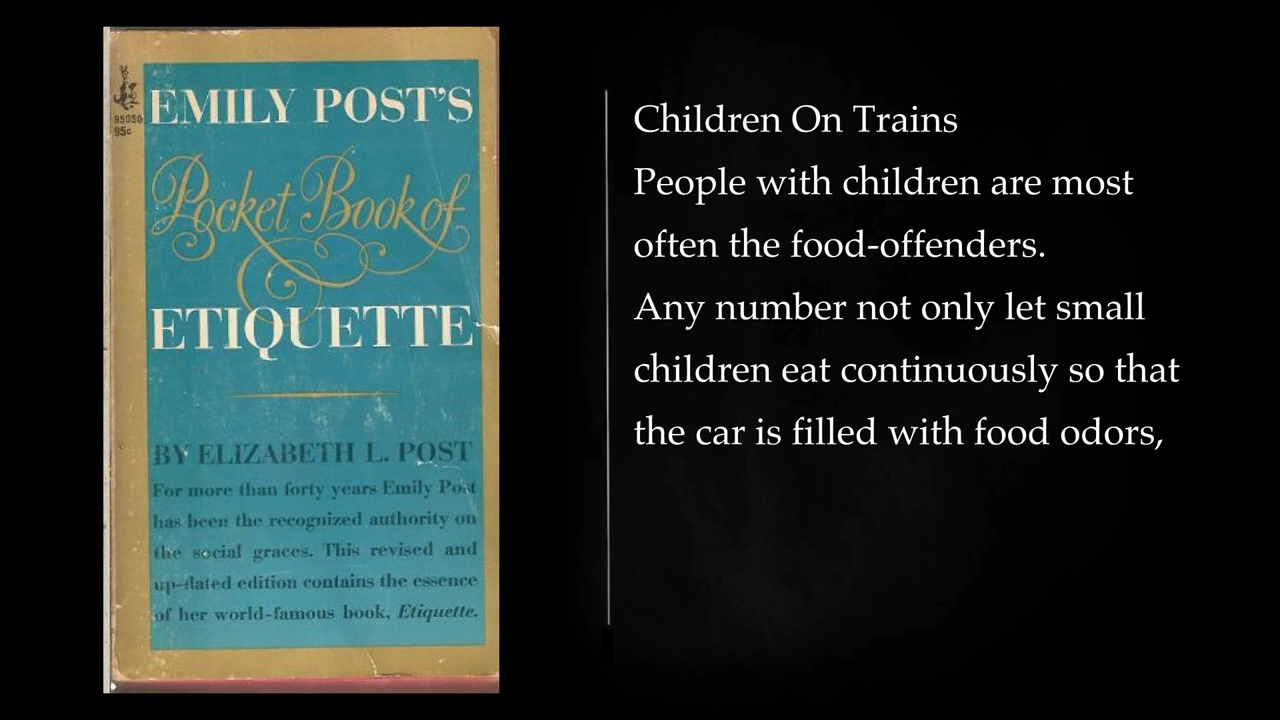 EMILY POST'S
Pocket Book of
ETIQUETTE
95050
95c
BY ELIZABETH L. POST
For more than forty years Emily Post
has been the recognized authority on
the social graces. This revised and
up-dated edition contains the essence
of her world-famous book, Etiquette.
Children On Trains
People with children are most
often the food-offenders.
Any number not only let small
children eat continuously so that
the car is filled with food odors,